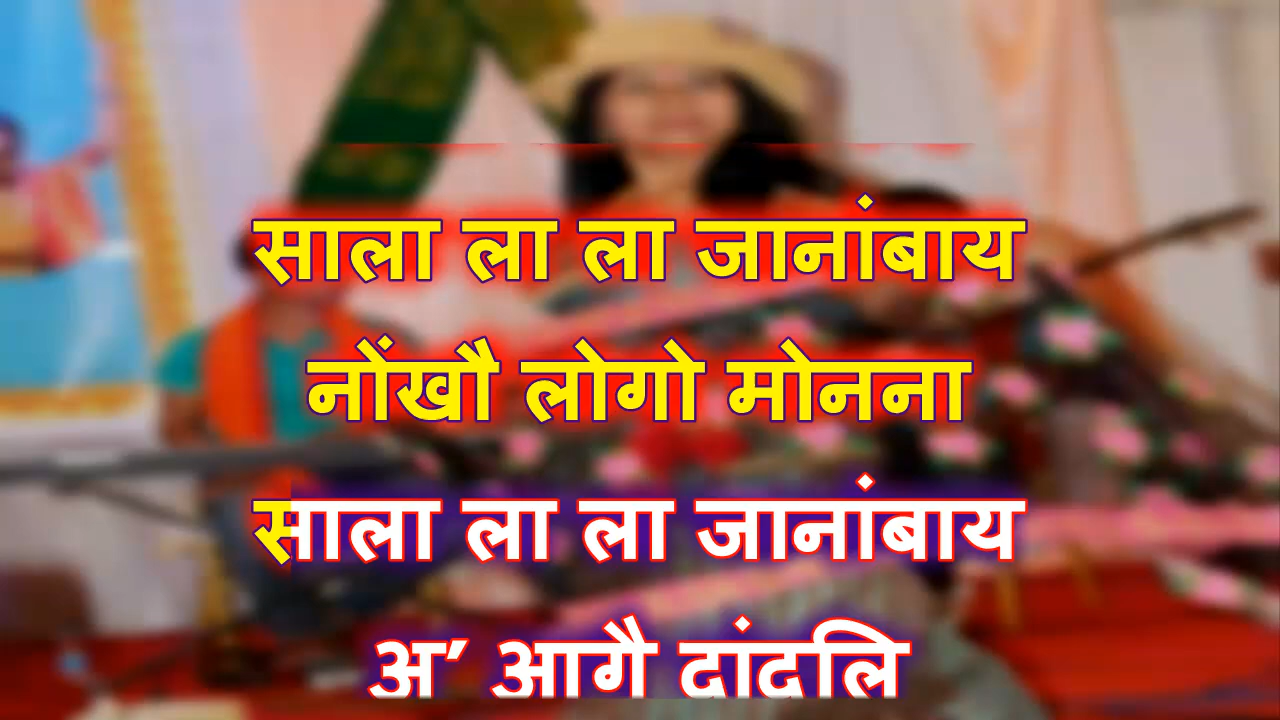 साला ला ला जानांबाय
नोंखौ लोगो मोनना
साला ला ला जानांबाय
अ’ आगै दांदलि